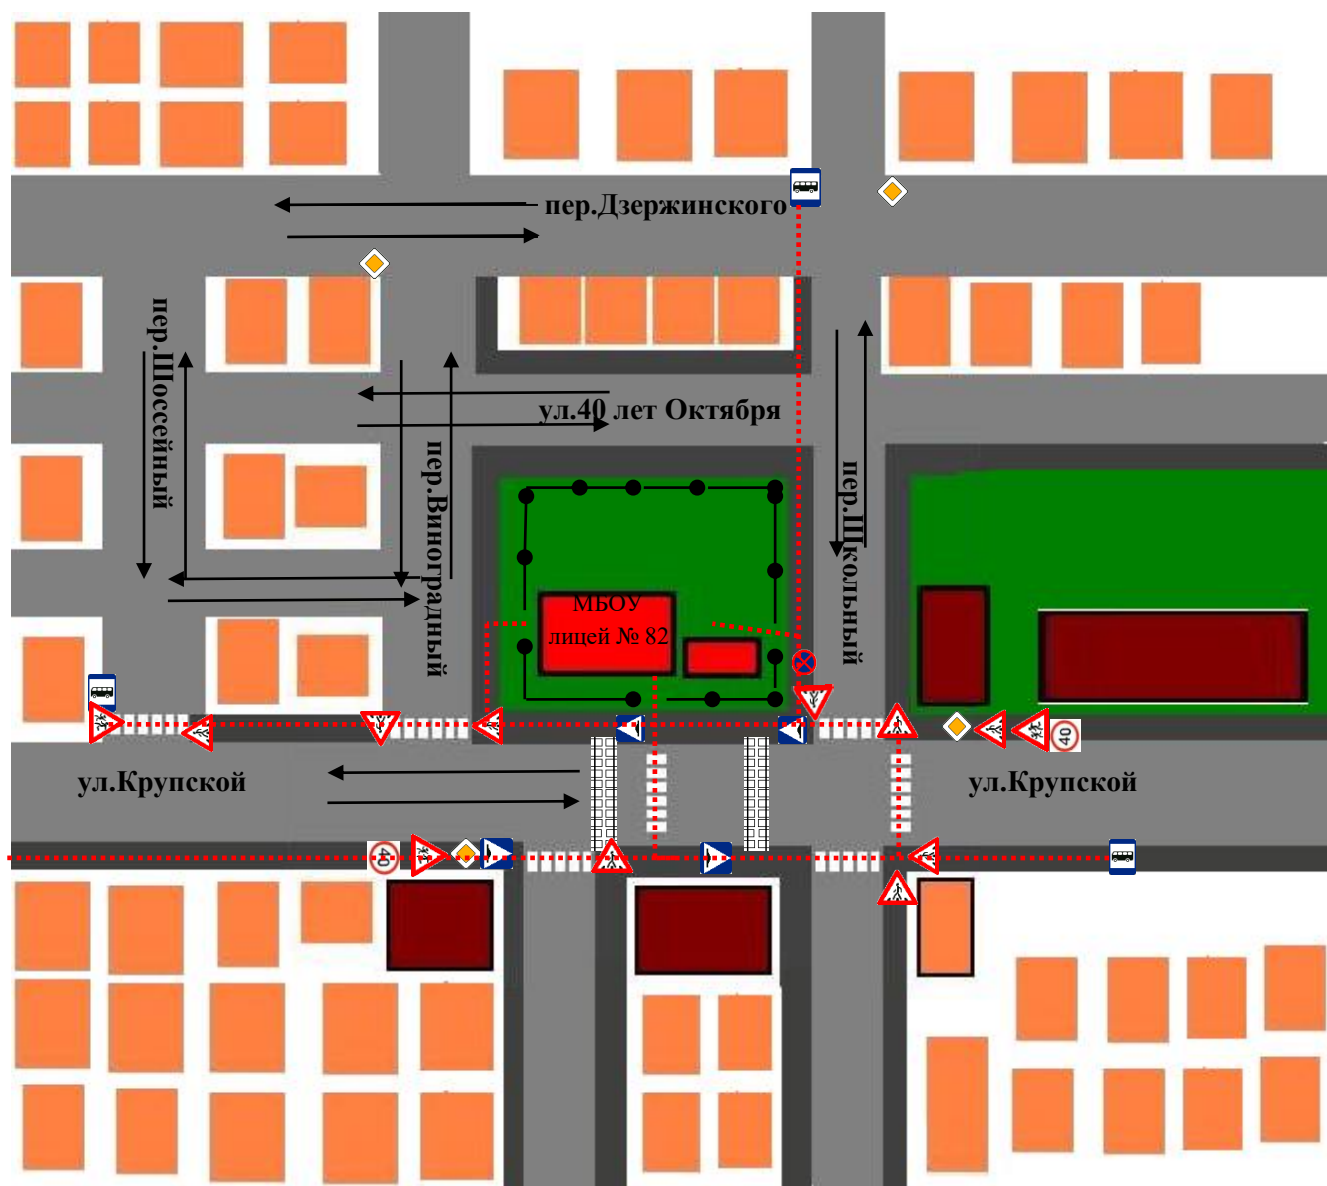 пер.Дзержинского
пер.Шоссейный
ул.40 лет Октября
пер.Виноградный
пер.Школьный
МБОУ
лицей № 82
40
ул.Крупской
ул.Крупской
40